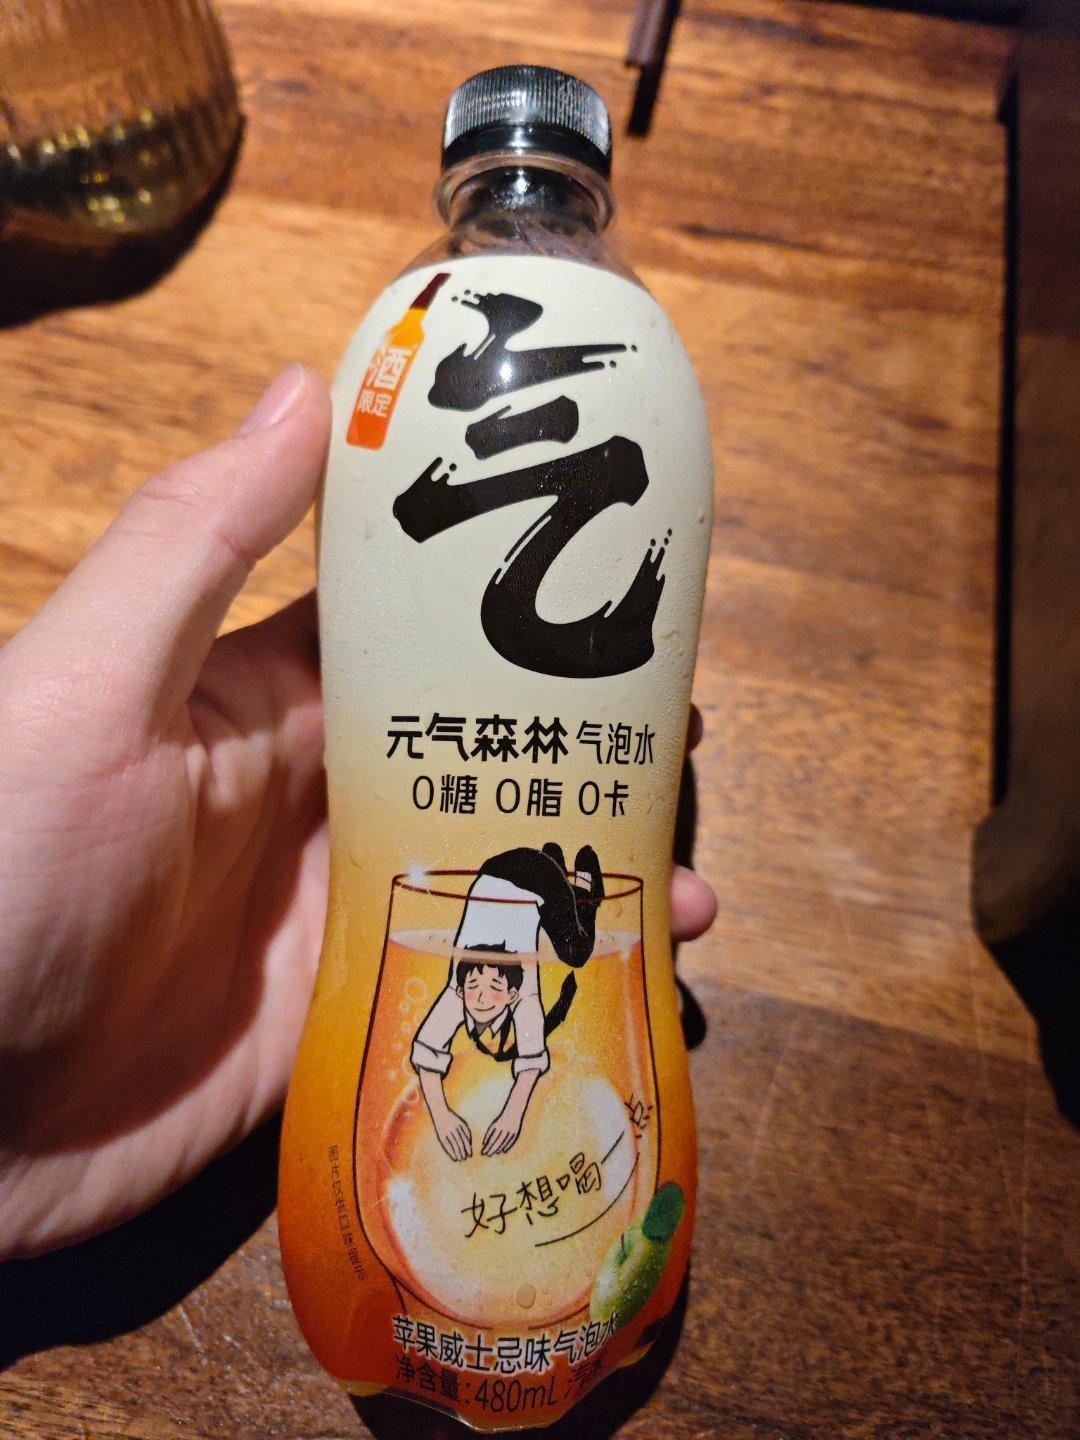 酒
限定
气
元气森林 气泡水
0糖 0脂 0卡
好想喝
图片仅供口味提示
苹果威士忌味气泡水
净含量:480mL 汽水